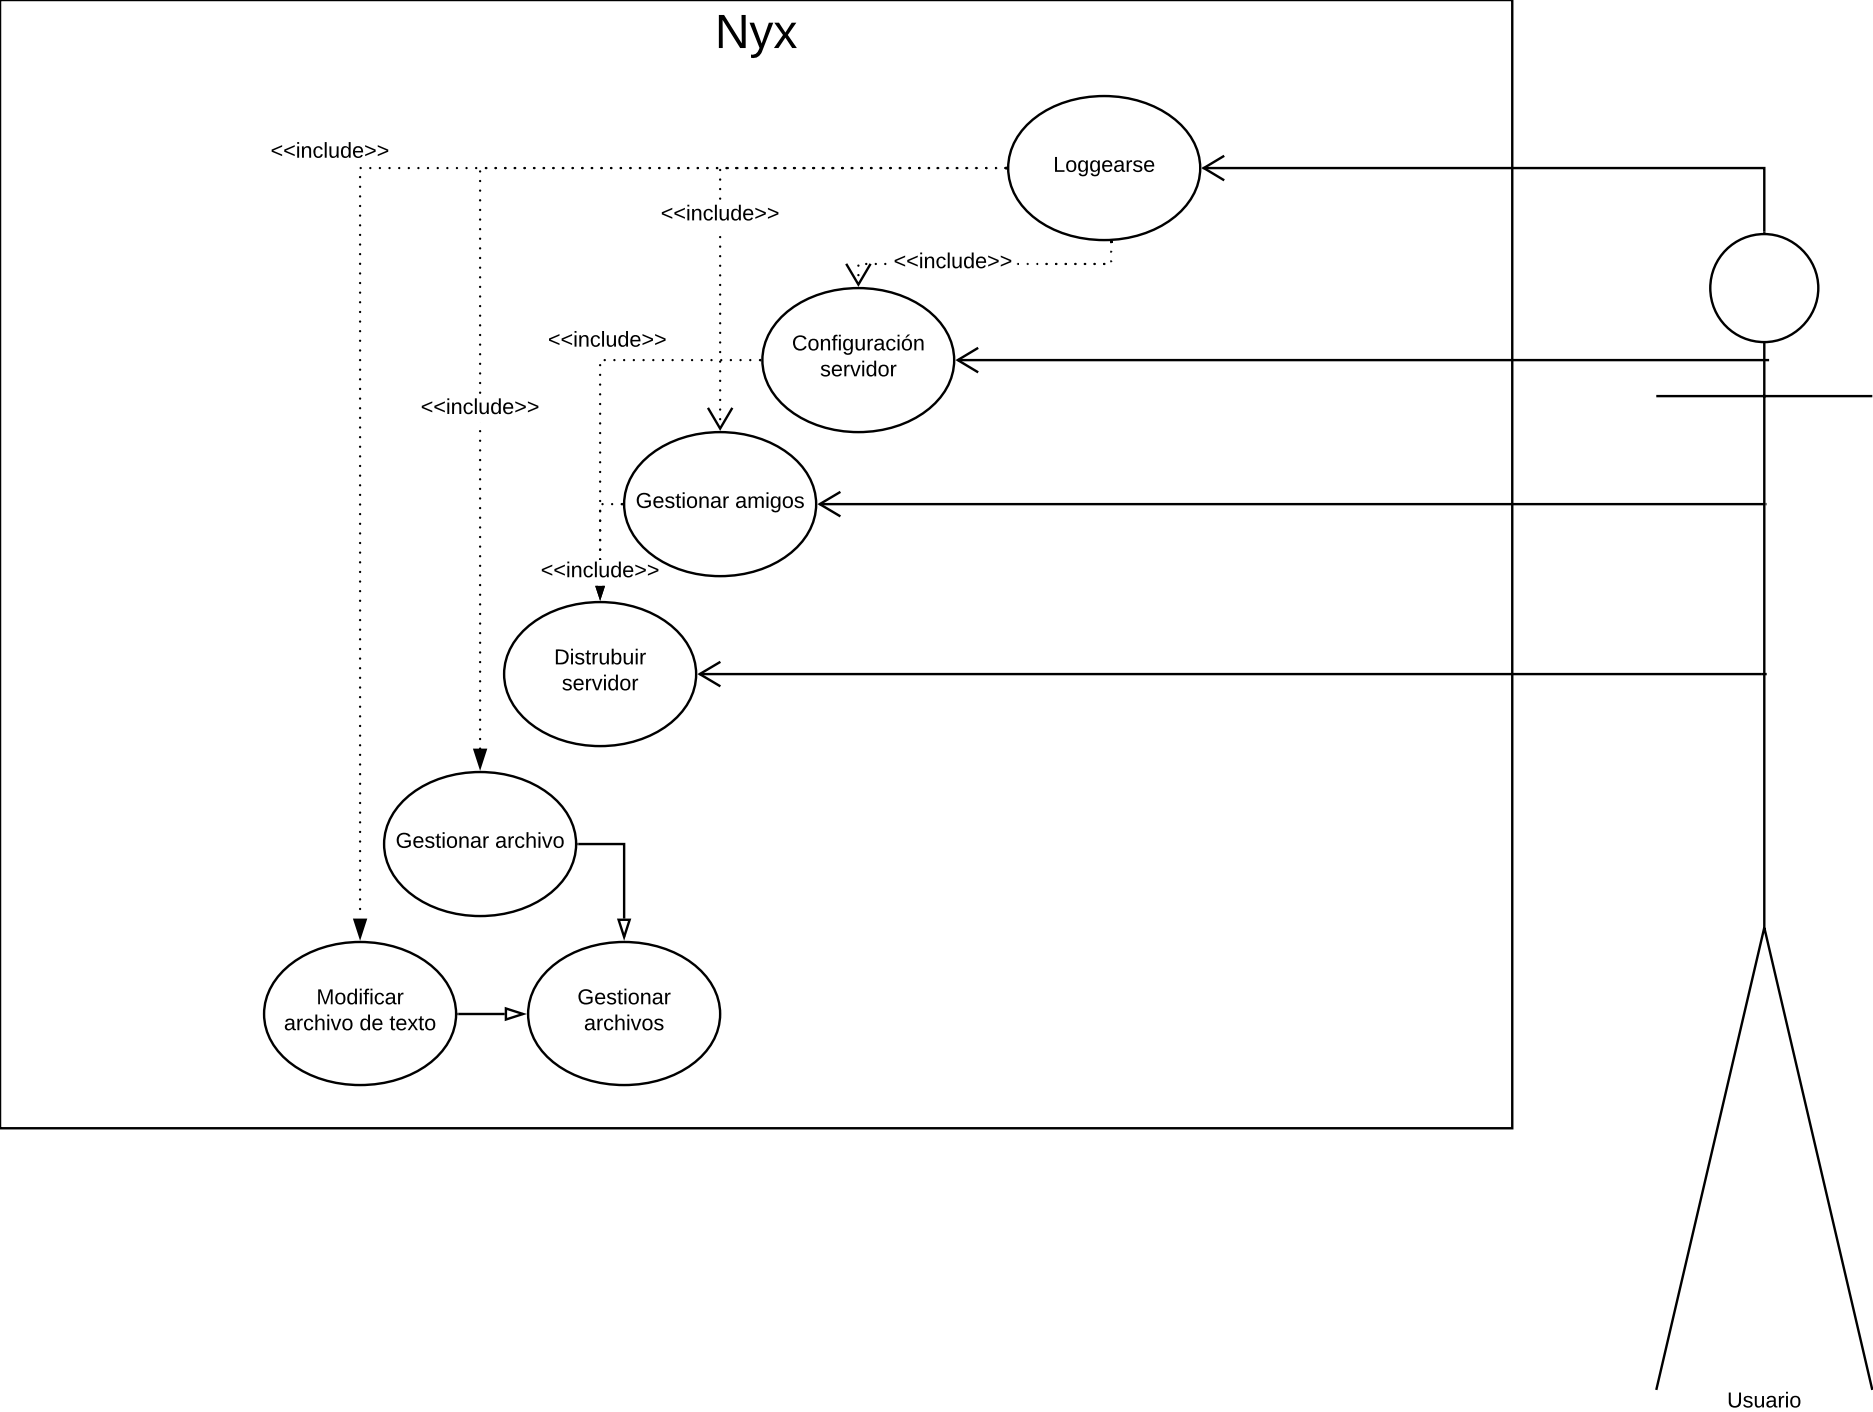 Nyx
<<include>>
Loggearse
<<include>>
<<include>>
<<include>>
Configuración
servidor
<<include>>
Gestionar amigos
<<include>>
Distrubuir
servidor
Gestionar archivo
Modificar
archivo de texto
Gestionar
archivos
Usuario